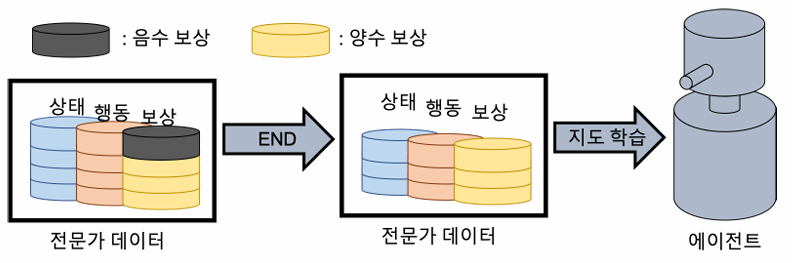 : 음수 보상
: 양수 보상
상태 행동 보상
END
상태 행동 보상
지도 학습
전문가 데이터
전문가 데이터
에이전트